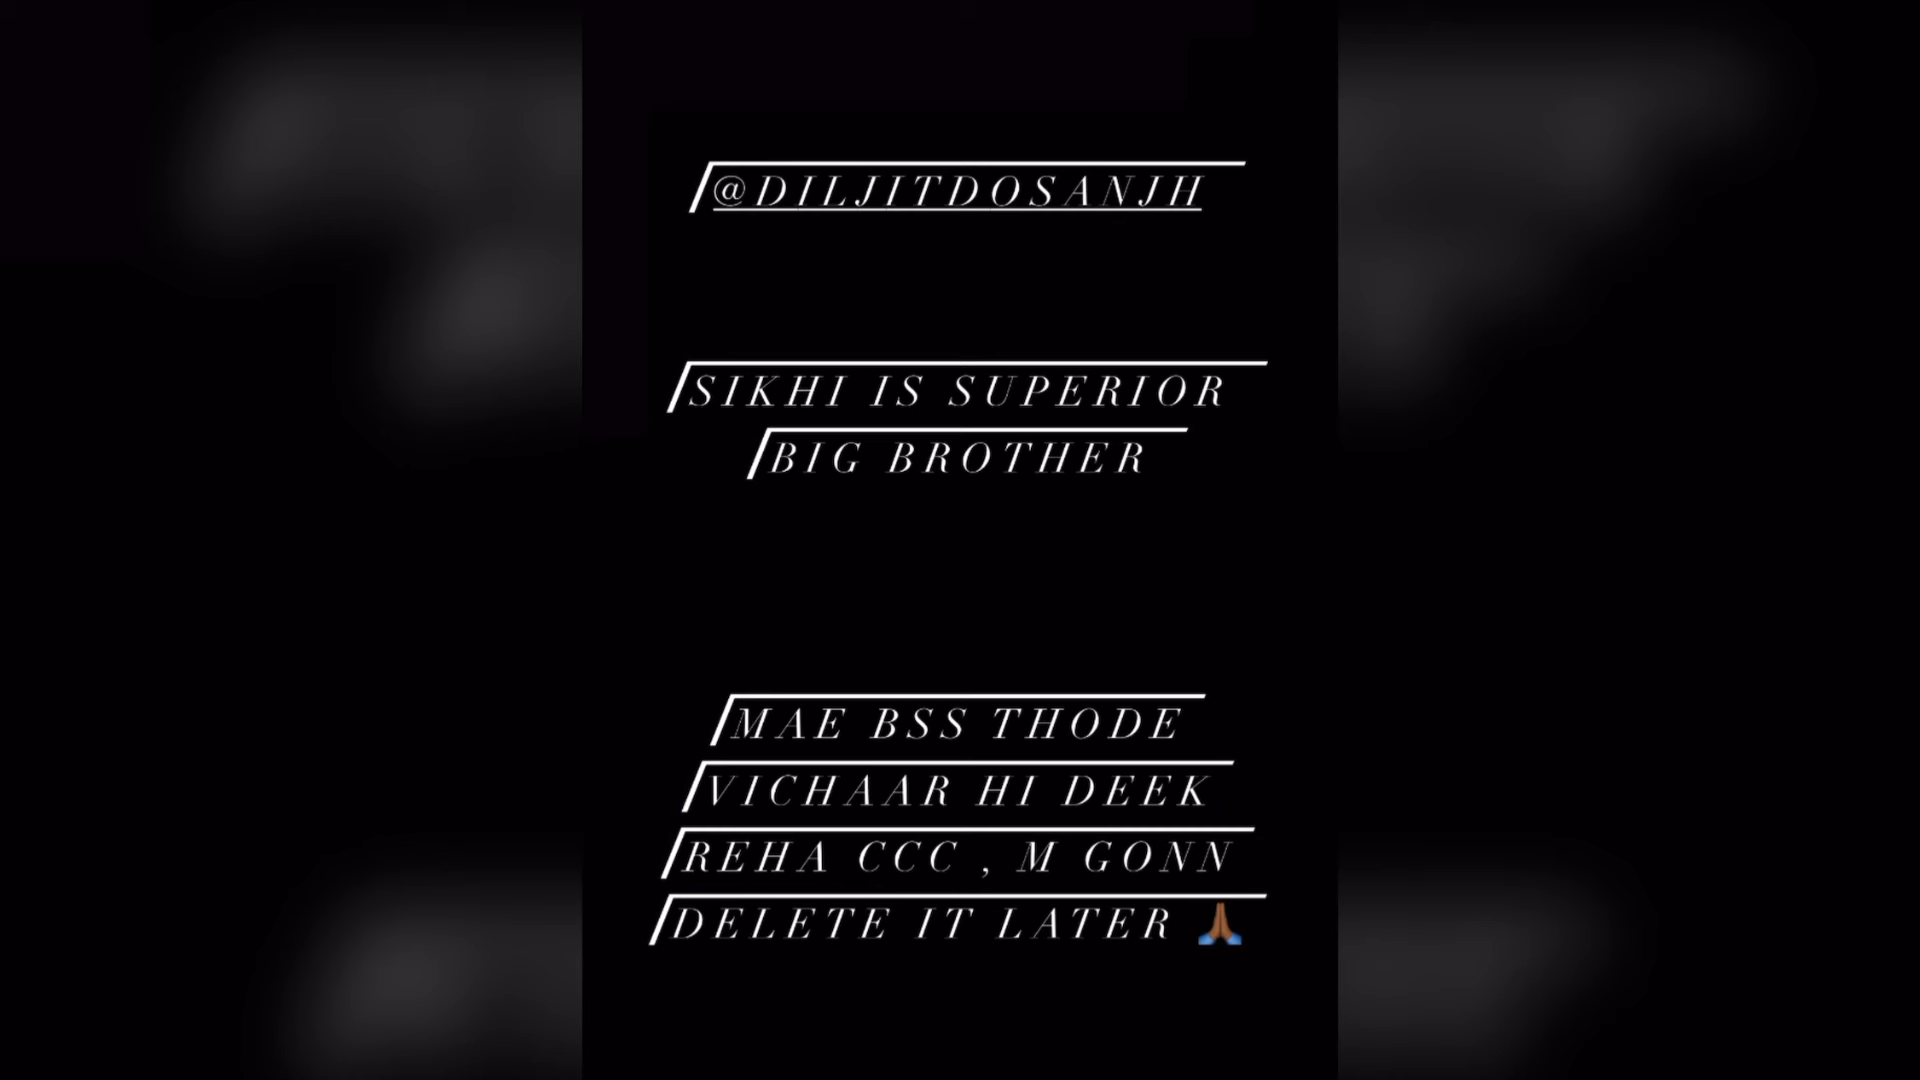 @DILJITDOSANJH
SIKHI IS SUPERIOR
BIG BROTHER
MAE BSS THODE
VICHAAR HI DEEK
REHA CCC , M GONN
DELETE IT LATER 🙏🏾